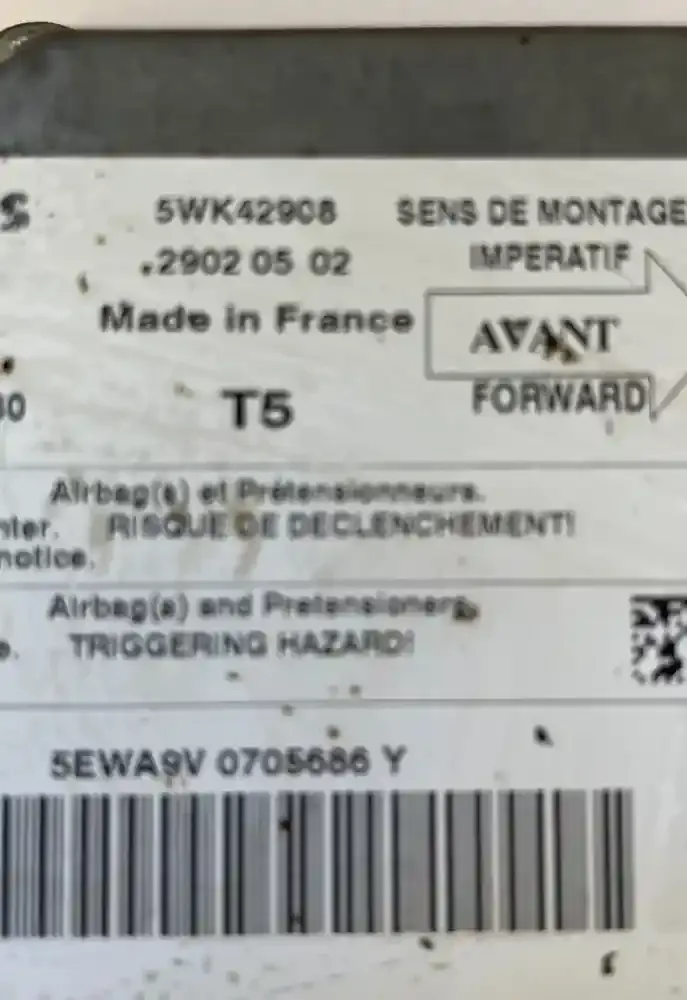 S 5WK42908 SENS DE MONTAGE
.2902 05 02 IMPERATIF
Made in France AVANT
T5 FORWARD
Airbag(s) et Prétensionneurs.
nter. RISQUE DE DECLENCHEMENT!
notice.
Airbag(s) and Pretensioners.
e. TRIGGERING HAZARD!
5EWA9V 0705686 Y